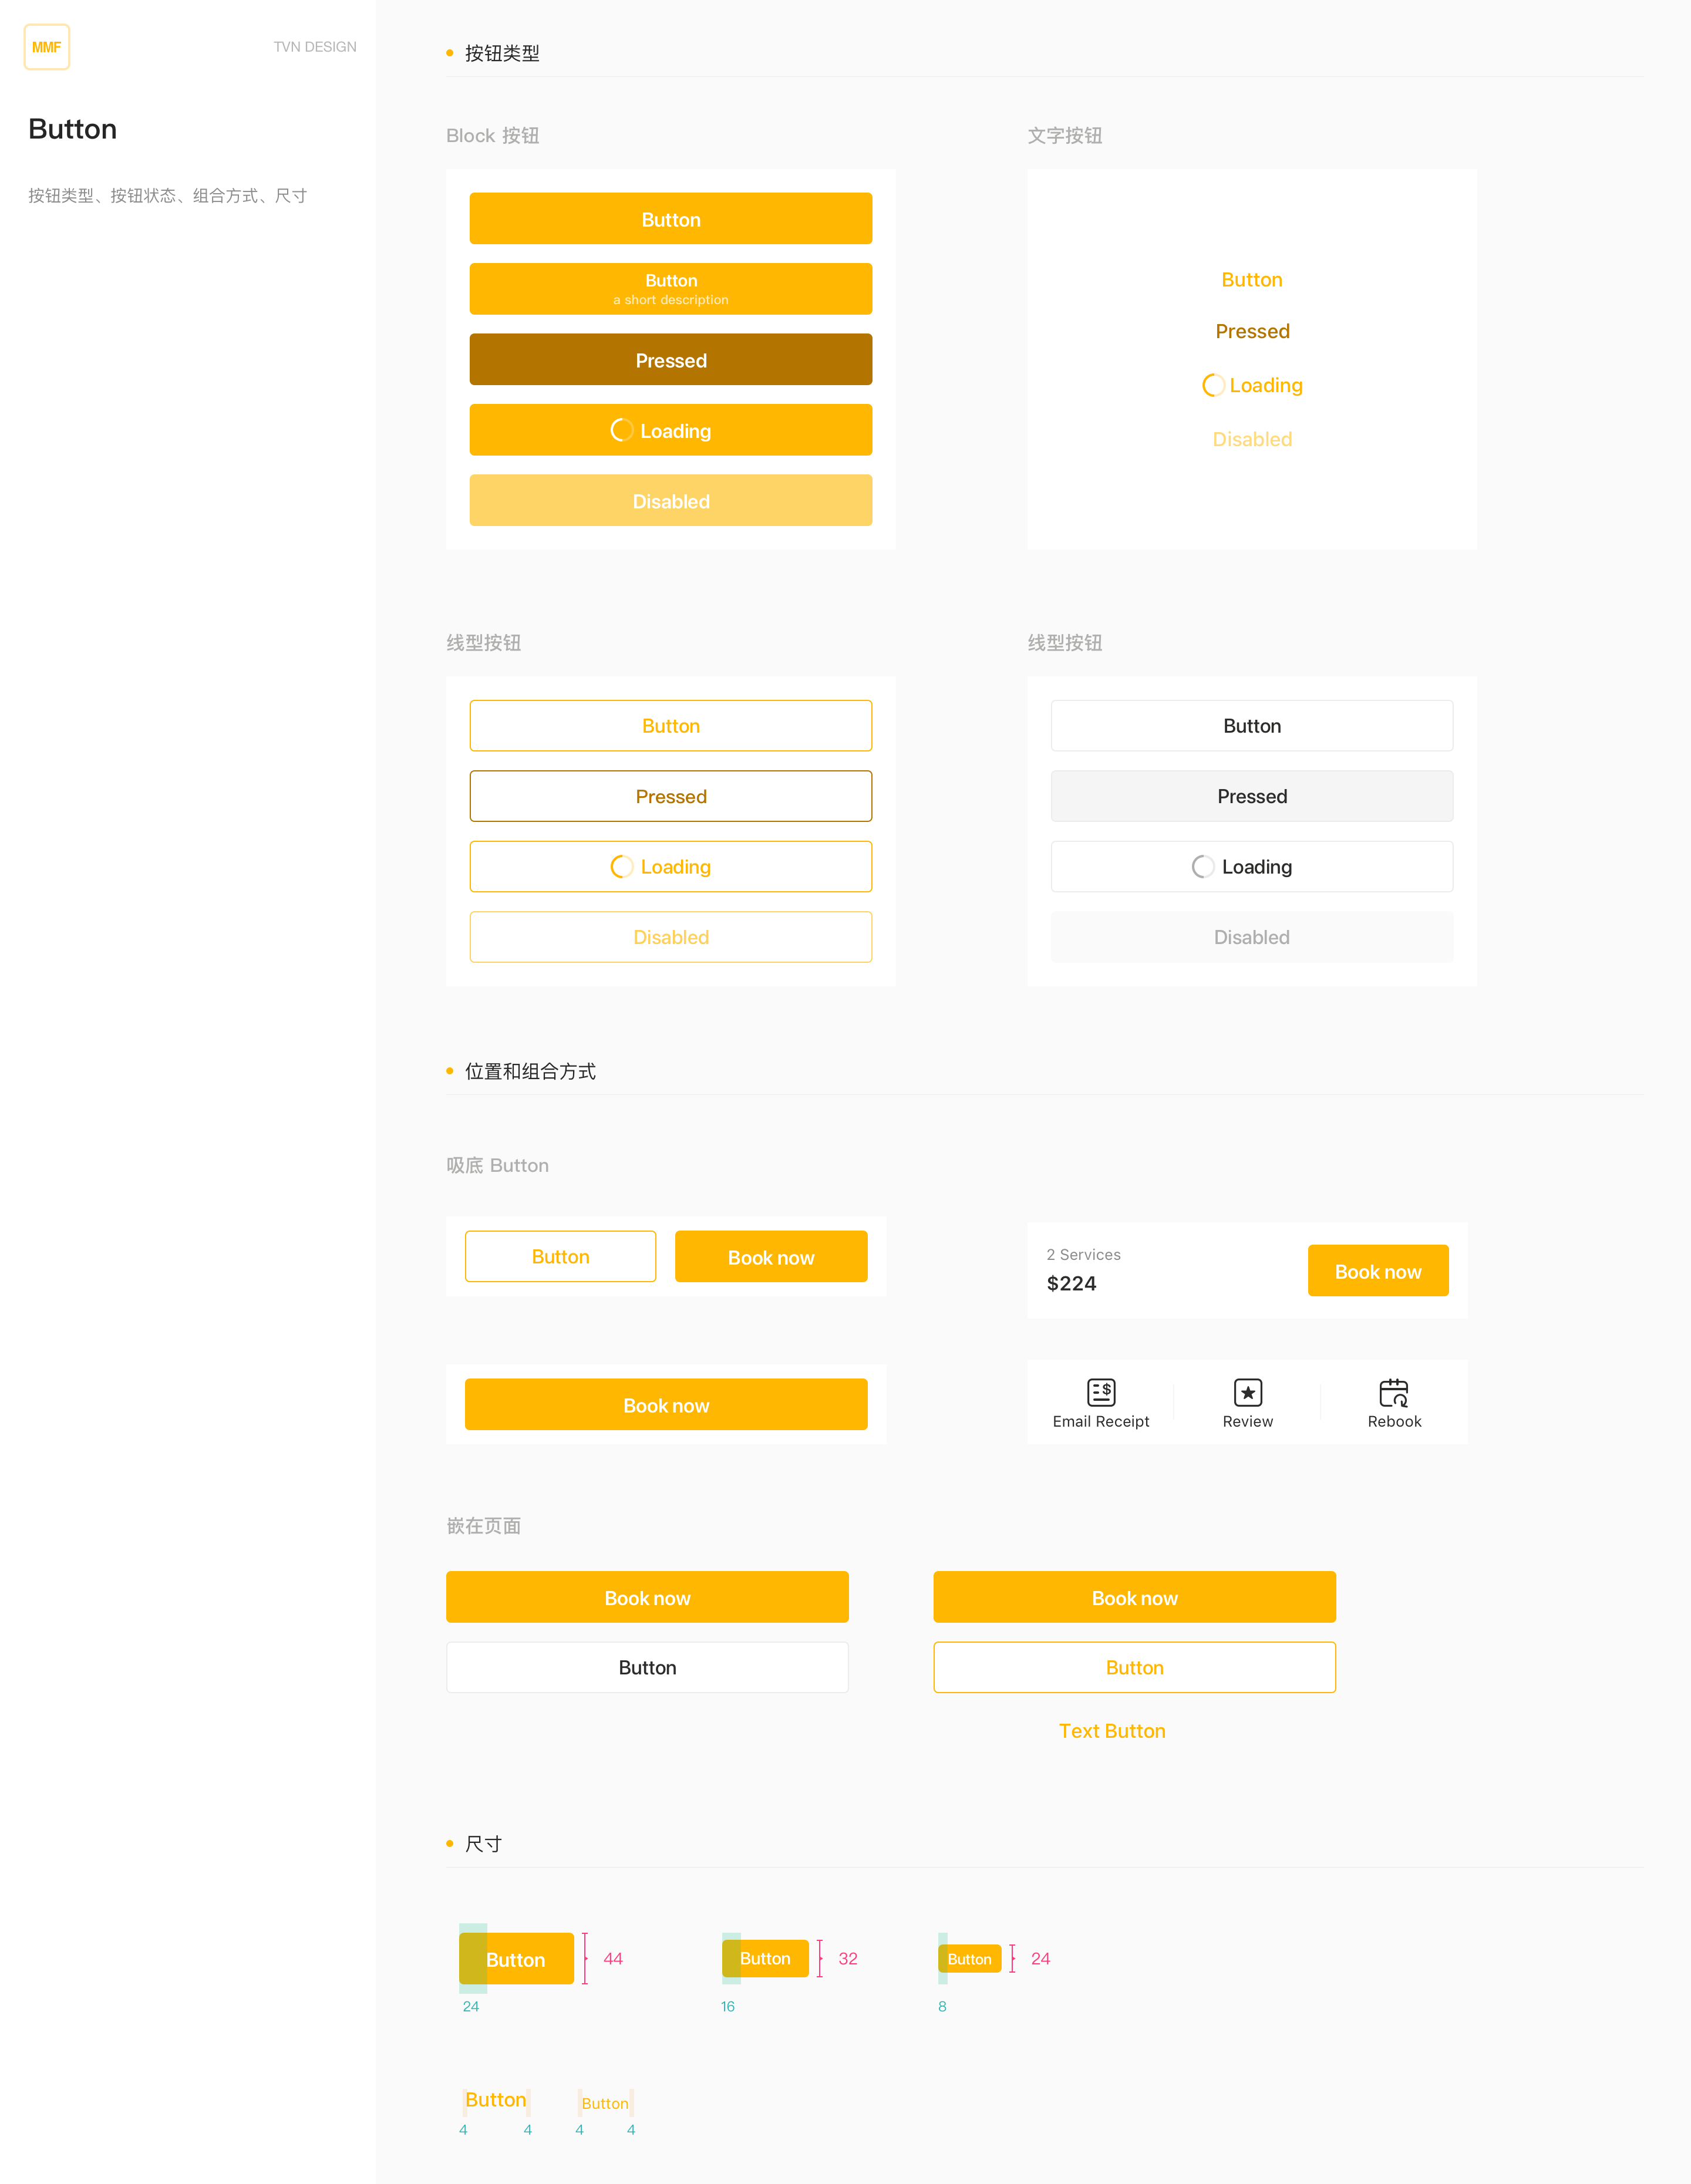 MMF
TVN DESIGN
Button
按钮类型、按钮状态、组合方式、尺寸
按钮类型
Block 按钮
Button
Button
a short description
Pressed
Loading
Disabled
文字按钮
Button
Pressed
Loading
Disabled
线型按钮
Button
Pressed
Loading
Disabled
线型按钮
Button
Pressed
Loading
Disabled
位置和组合方式
吸底 Button
Button
Book now
2 Services
$224
Book now
Book now
Email Receipt
Review
Rebook
嵌在页面
Book now
Button
Book now
Button
Text Button
尺寸
Button
44
24
Button
32
16
Button
24
8
Button
4
4
Button
4
4